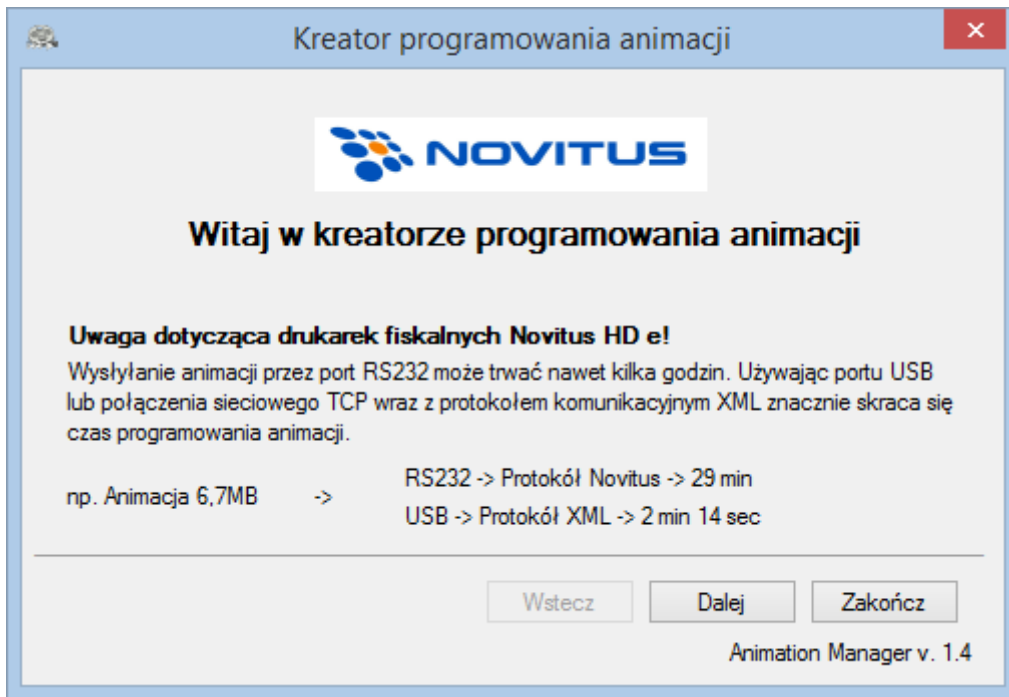 Kreator programowania animacji
NOVITUS
Witaj w kreatorze programowania animacji
Uwaga dotycząca drukarek fiskalnych Novitus HD e!
Wysłyłanie animacji przez port RS232 może trwać nawet kilka godzin. Używając portu USB
lub połączenia sieciowego TCP wraz z protokołem komunikacyjnym XML znacznie skraca się
czas programowania animacji.
np. Animacja 6,7MB -> RS232 -> Protokół Novitus -> 29 min
USB -> Protokół XML -> 2 min 14 sec
Wstecz Dalej Zakończ
Animation Manager v. 1.4